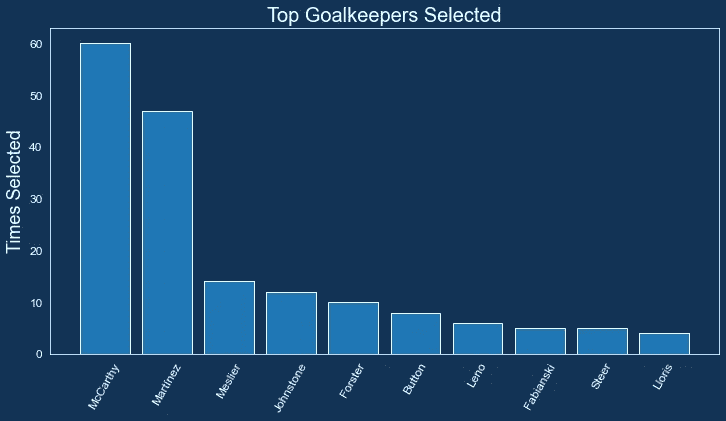 Top Goalkeepers Selected
Times Selected
60
50
40
30
20
10
0
McCarthy
Martínez
Meslier
Johnstone
Forster
Button
Leno
Fabianski
Steer
Lloris